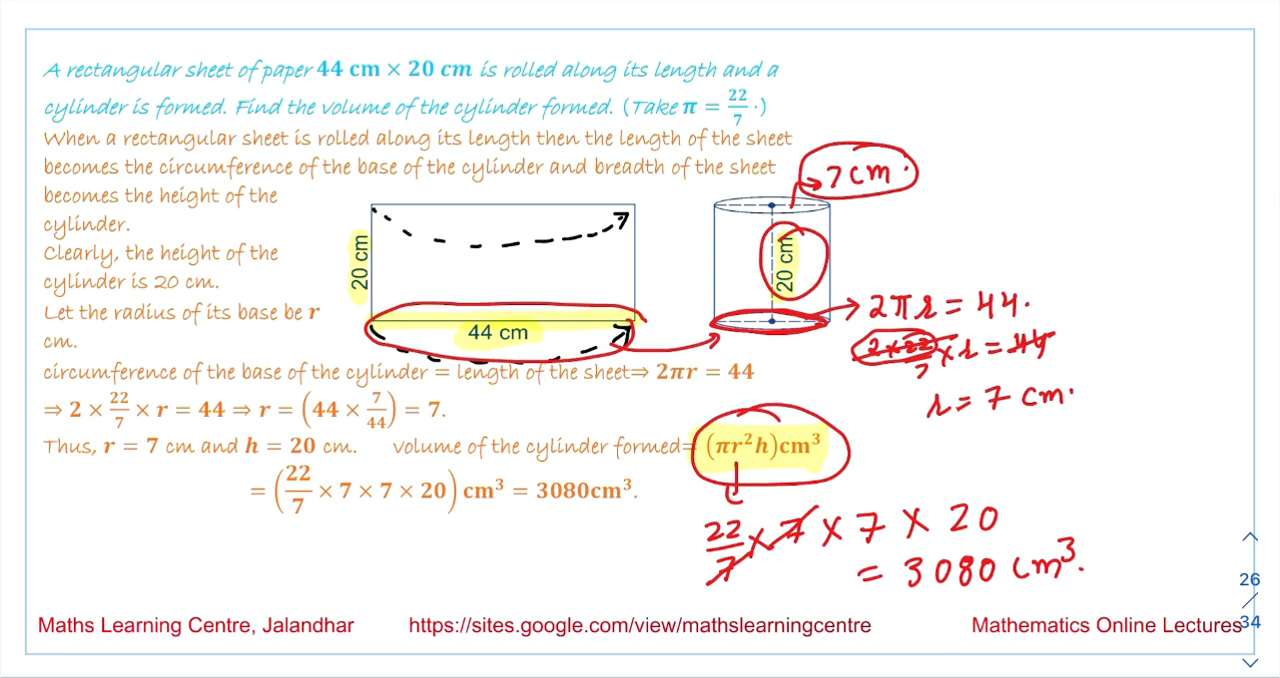 A rectangular sheet of paper 44 cm × 20 cm is rolled along its length and a
cylinder is formed. Find the volume of the cylinder formed. (Take π = 22/7 ·)
When a rectangular sheet is rolled along its length then the length of the sheet
becomes the circumference of the base of the cylinder and breadth of the sheet
becomes the height of the
cylinder.
Clearly, the height of the
cylinder is 20 cm.
Let the radius of its base be r
cm.
20 cm
44 cm
20 cm
7 cm.
2πr = 44.
2×22/7 × r = 44
r = 7 cm.
circumference of the base of the cylinder = length of the sheet⇒ 2πr = 44
⇒ 2 × 22/7 × r = 44 ⇒ r = (44 × 7/44) = 7.
Thus, r = 7 cm and h = 20 cm. volume of the cylinder formed= (πr²h)cm³
= (22/7 × 7 × 7 × 20) cm³ = 3080cm³.
22/7 × 7 × 7 × 20
= 3080 cm³.
Maths Learning Centre, Jalandhar https://sites.google.com/view/mathslearningcentre Mathematics Online Lectures
26
/
34